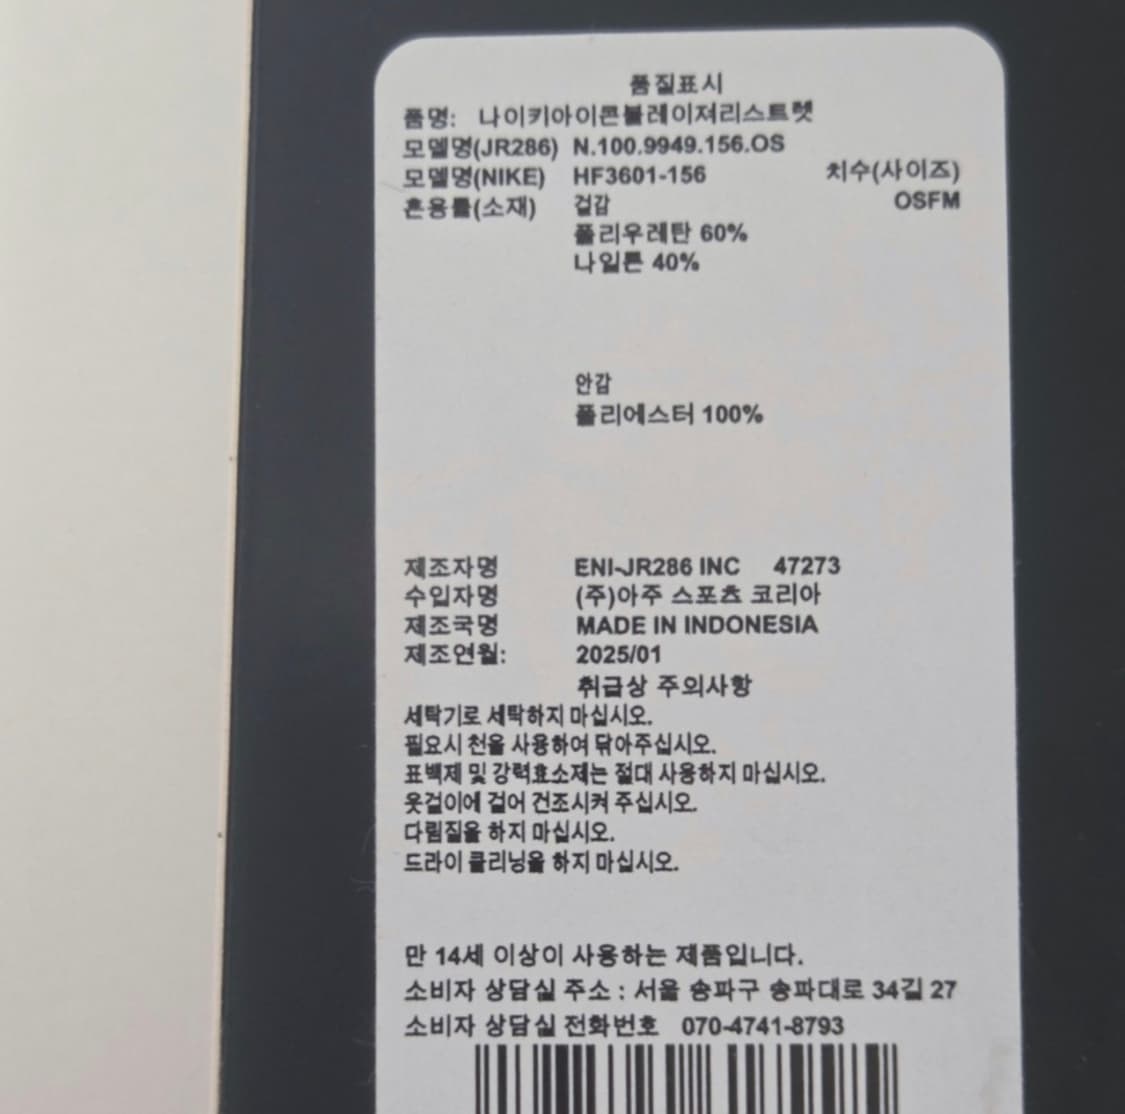 품질표시
품명: 나이키아이콘블레이져리스트렛
모델명(JR286) N.100.9949.156.OS
모델명(NIKE) HF3601-156 치수(사이즈)
혼용률(소재) 겉감 OSFM
폴리우레탄 60%
나일론 40%
안감
폴리에스터 100%
제조자명 ENI-JR286 INC 47273
수입자명 (주)아주 스포츠 코리아
제조국명 MADE IN INDONESIA
제조연월: 2025/01
취급상 주의사항
세탁기로 세탁하지 마십시오.
필요시 천을 사용하여 닦아주십시오.
표백제 및 강력효소제는 절대 사용하지 마십시오.
옷걸이에 걸어 건조시켜 주십시오.
다림질을 하지 마십시오.
드라이 클리닝을 하지 마십시오.
만 14세 이상이 사용하는 제품입니다.
소비자 상담실 주소 : 서울 송파구 송파대로 34길 27
소비자 상담실 전화번호 070-4741-8793